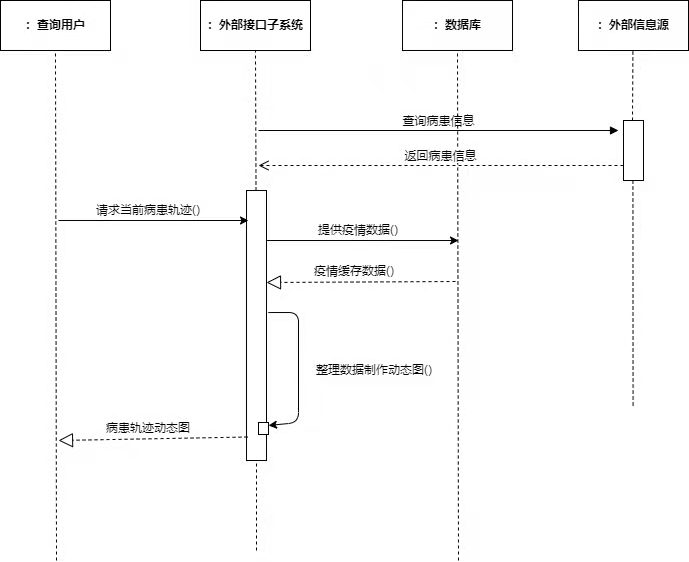 ：查询用户
：外部接口子系统
：数据库
：外部信息源
查询病患信息
返回病患信息
请求当前病患轨迹()
提供疫情数据()
疫情缓存数据()
整理数据制作动态图()
病患轨迹动态图